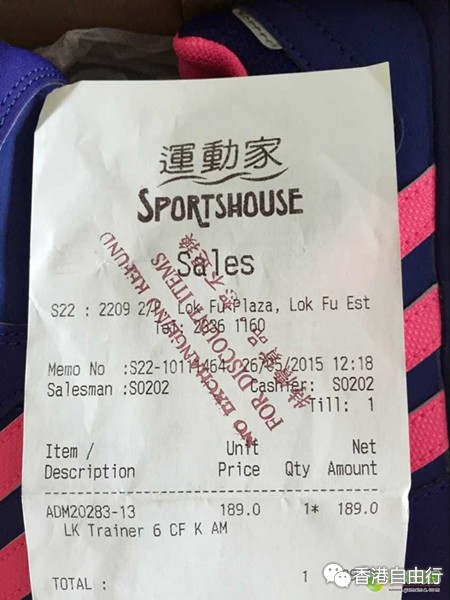 運動家
SPORTSHOUSE
Sales
S22 : 2209 2/P, Lok Fu Plaza, Lok Fu Est
Tel: 2336 1160
Memo No :S22-10111464 26/05/2015 12:18
Salesman :S0202 Cashier: S0202
Till: 1
NO EXCHANGE/NO REFUND
FOR DISCOUNT ITEMS
Item / Unit Net
Description Price Qty Amount
ADM20283-13 189.0 1* 189.0
LK Trainer 6 CF K AM
TOTAL : 1
香港自由行